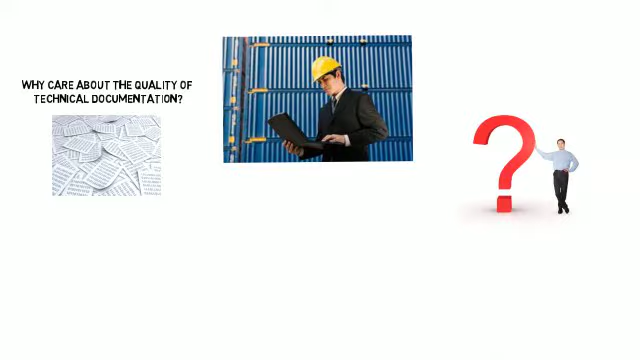 WHY CARE ABOUT THE QUALITY OF
TECHNICAL DOCUMENTATION?